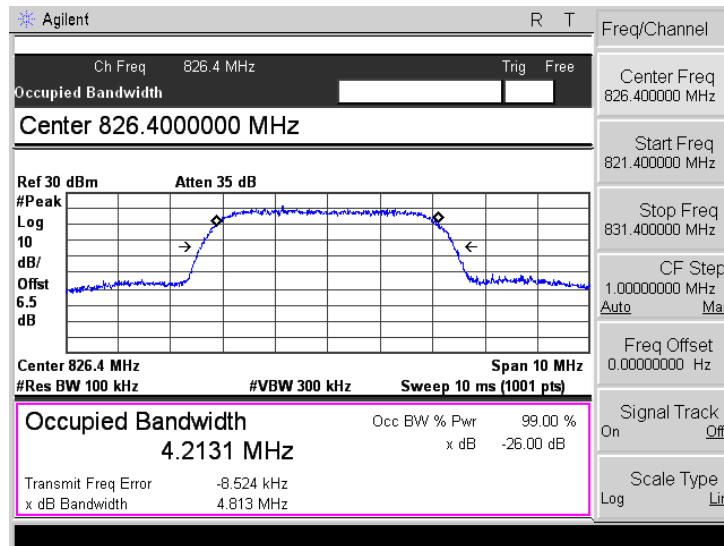 Agilent R T
Ch Freq 826.4 MHz Trig Free
Occupied Bandwidth
Center 826.4000000 MHz
Ref 30 dBm Atten 35 dB
#Peak
Log
10
dB/
Offst
6.5
dB
Center 826.4 MHz Span 10 MHz
#Res BW 100 kHz #VBW 300 kHz Sweep 10 ms (1001 pts)
Occupied Bandwidth Occ BW % Pwr 99.00 %
4.2131 MHz x dB -26.00 dB
Transmit Freq Error -8.524 kHz
x dB Bandwidth 4.813 MHz
Freq/Channel
Center Freq
826.400000 MHz
Start Freq
821.400000 MHz
Stop Freq
831.400000 MHz
CF Step
1.00000000 MHz
Auto Ma
Freq Offset
0.00000000 Hz
Signal Track
On Off
Scale Type
Log Lin